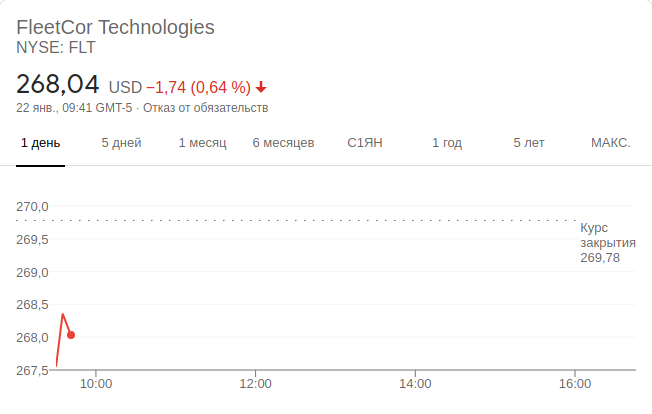 FleetCor Technologies
NYSE: FLT
268,04 USD −1,74 (0,64 %)
22 янв., 09:41 GMT-5 · Отказ от обязательств
1 день 5 дней 1 месяц 6 месяцев С1ЯН 1 год 5 лет МАКС.
270,0
Курс
269,5 закрытия
269,78
269,0
268,5
268,0
267,5
10:00 12:00 14:00 16:00